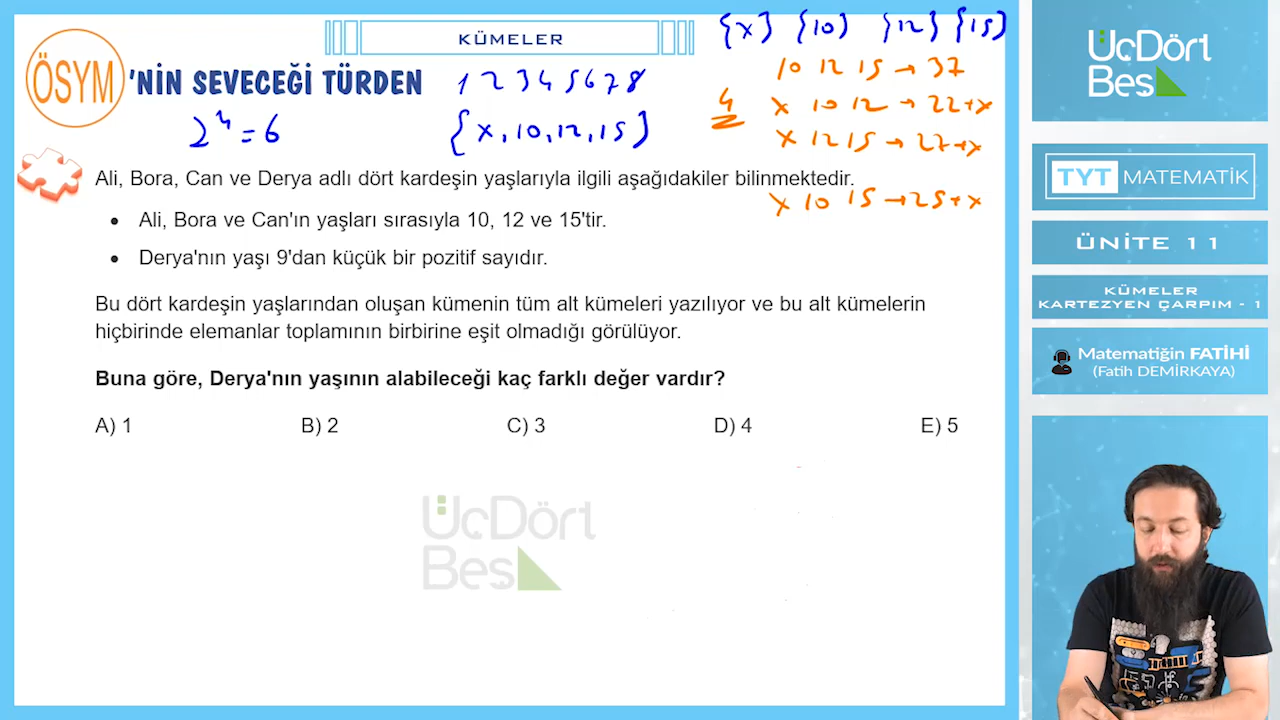 KÜMELER
{x} {10} {12} {15}
ÖSYM'NİN SEVECEĞİ TÜRDEN
1 2 3 4 5 6 7 8
10 12 15 → 37
4
x 10 12 → 22+x
2⁴ = 6
{x, 10, 12, 15}
x 12 15 → 27+x
Ali, Bora, Can ve Derya adlı dört kardeşin yaşlarıyla ilgili aşağıdakiler bilinmektedir.
x 10 15 → 25+x
• Ali, Bora ve Can'ın yaşları sırasıyla 10, 12 ve 15'tir.
• Derya'nın yaşı 9'dan küçük bir pozitif sayıdır.
Bu dört kardeşin yaşlarından oluşan kümenin tüm alt kümeleri yazılıyor ve bu alt kümelerin
hiçbirinde elemanlar toplamının birbirine eşit olmadığı görülüyor.
Buna göre, Derya'nın yaşının alabileceği kaç farklı değer vardır?
A) 1 B) 2 C) 3 D) 4 E) 5
ÜçDört
Beş
ÜçDört
Beş
TYT MATEMATİK
ÜNİTE 11
KÜMELER
KARTEZYEN ÇARPIM - 1
Matematiğin FATİHİ
(Fatih DEMİRKAYA)